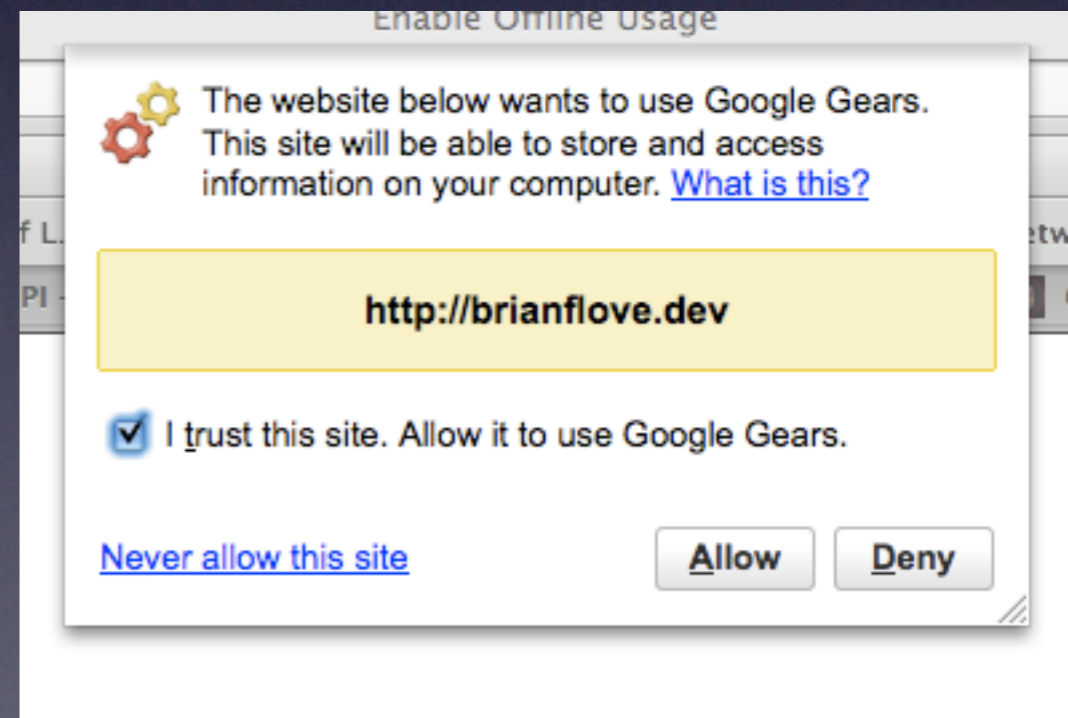 Enable Offline Usage
The website below wants to use Google Gears.
This site will be able to store and access
information on your computer. What is this?
f L.
etw
PI -
http://brianflove.dev
I trust this site. Allow it to use Google Gears.
Never allow this site
Allow
Deny